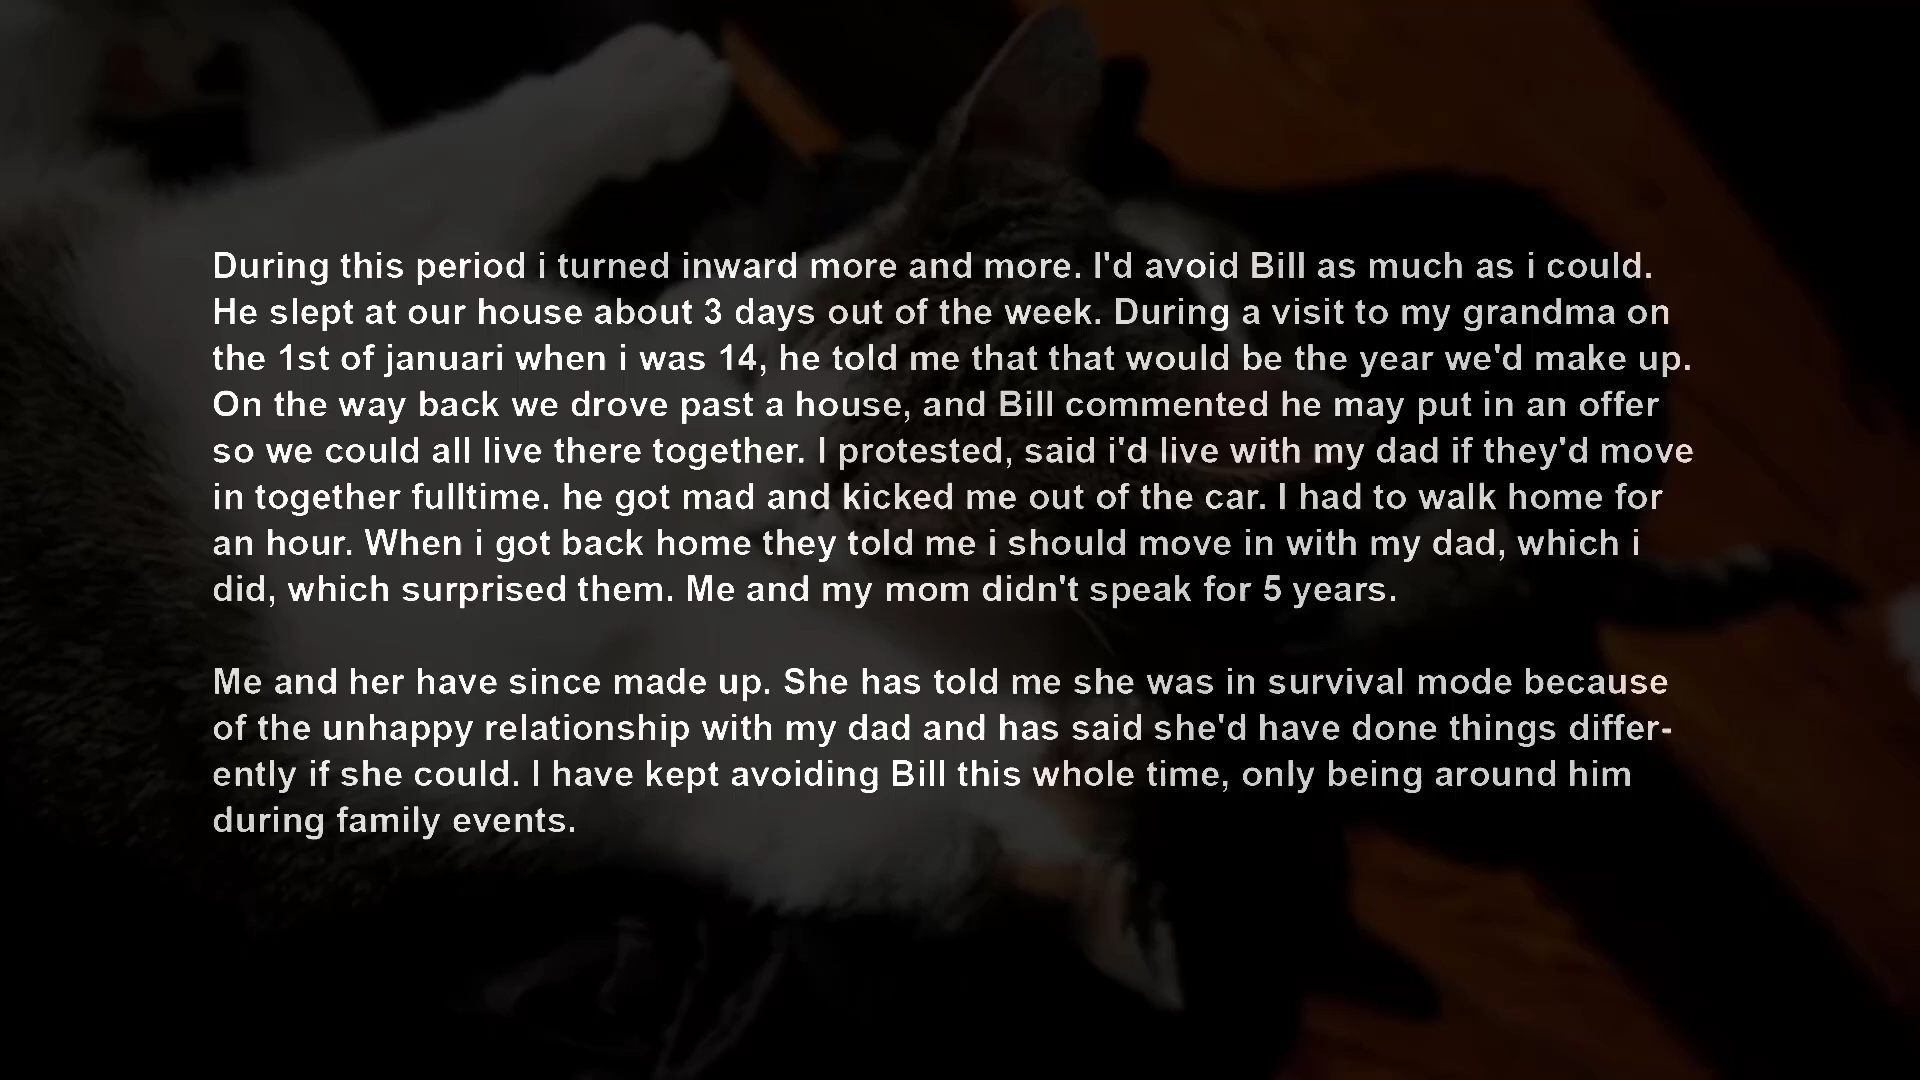 During this period i turned inward more and more. I'd avoid Bill as much as i could.
He slept at our house about 3 days out of the week. During a visit to my grandma on
the 1st of januari when i was 14, he told me that that would be the year we'd make up.
On the way back we drove past a house, and Bill commented he may put in an offer
so we could all live there together. I protested, said i'd live with my dad if they'd move
in together fulltime. he got mad and kicked me out of the car. I had to walk home for
an hour. When i got back home they told me i should move in with my dad, which i
did, which surprised them. Me and my mom didn't speak for 5 years.
Me and her have since made up. She has told me she was in survival mode because
of the unhappy relationship with my dad and has said she'd have done things differ-
ently if she could. I have kept avoiding Bill this whole time, only being around him
during family events.